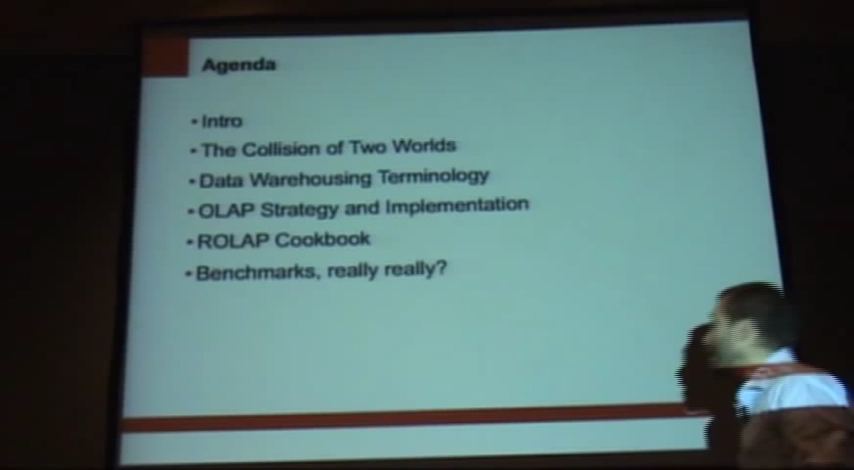 Agenda
• Intro
• The Collision of Two Worlds
• Data Warehousing Terminology
• OLAP Strategy and Implementation
• ROLAP Cookbook
• Benchmarks, really really?